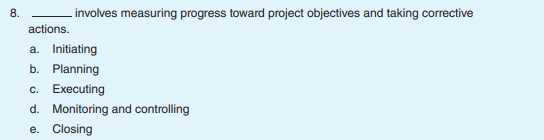 8. ______ involves measuring progress toward project objectives and taking corrective
actions.
a. Initiating
b. Planning
c. Executing
d. Monitoring and controlling
e. Closing